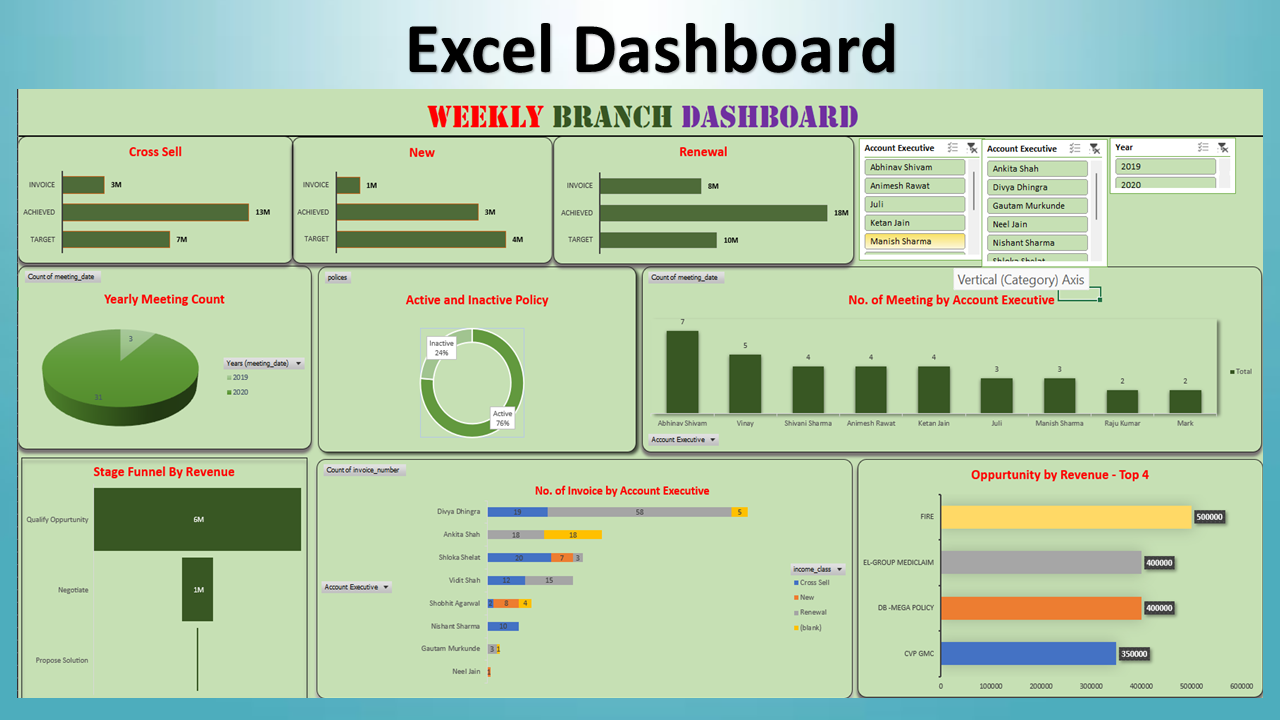 Excel Dashboard
WEEKLY BRANCH DASHBOARD
Cross Sell
INVOICE 3M
ACHIEVED 13M
TARGET 7M
New
INVOICE 1M
ACHIEVED 3M
TARGET 4M
Renewal
INVOICE 8M
ACHIEVED 18M
TARGET 10M
Account Executive
Abhinav Shivam
Animesh Rawat
Juli
Ketan Jain
Manish Sharma
Account Executive
Ankita Shah
Divya Dhingra
Gautam Murkunde
Neel Jain
Nishant Sharma
Shloka Shelat
Year
2019
2020
Count of meeting_date
Yearly Meeting Count
3
31
Years (meeting_date)
2019
2020
polices
Active and Inactive Policy
Inactive
24%
Active
76%
Count of meeting_date
Vertical (Category) Axis
No. of Meeting by Account Executive
7 5 4 4 4 3 3 2 2
Total
Abhinav Shivam Vinay Shivani Sharma Animesh Rawat Ketan Jain Juli Manish Sharma Raju Kumar Mark
Account Executive
Stage Funnel By Revenue
Qualify Oppurtunity 6M
Negotiate 1M
Propose Solution
Count of invoice_number
No. of Invoice by Account Executive
Divya Dhingra 19 58 5
Ankita Shah 18 18
Shloka Shelat 20 7 3
Vidit Shah 12 15
Shobhit Agarwal 2 8 4
Nishant Sharma 10
Gautam Murkunde 3 1
Neel Jain 1
Account Executive
income_class
Cross Sell
New
Renewal
(blank)
Oppurtunity by Revenue - Top 4
FIRE 500000
EL-GROUP MEDICLAIM 400000
DB -MEGA POLICY 400000
CVP GMC 350000
0 100000 200000 300000 400000 500000 600000